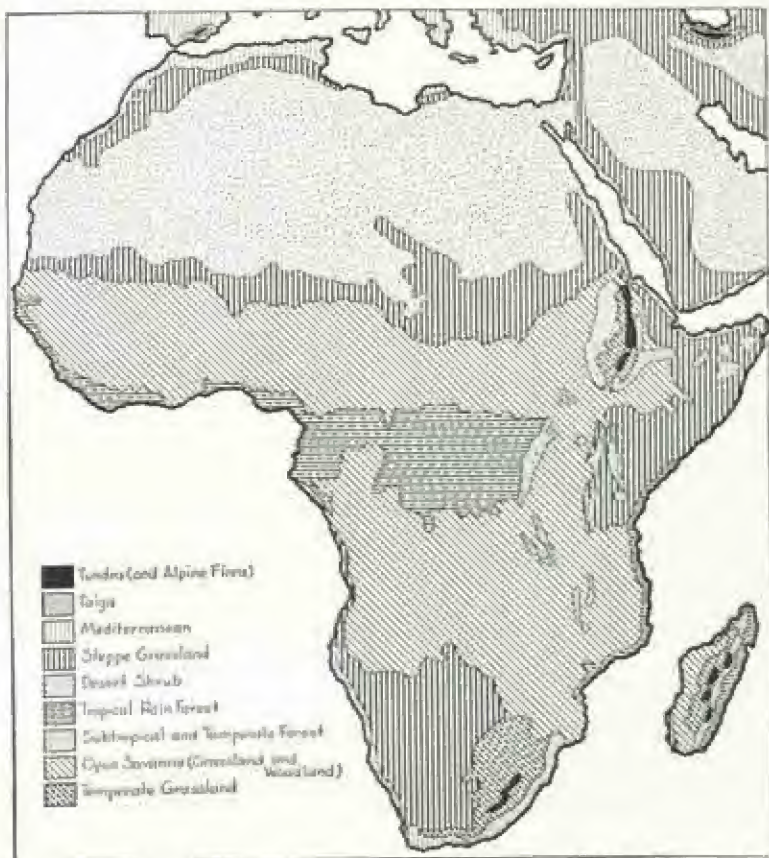 Tundra (and Alpine Flora)
Taiga
Mediterranean
Steppe Grassland
Desert Shrub
Tropical Rain Forest
Subtropical and Temperate Forest
Open Savanna (Grassland and
Woodland)
Temperate Grassland